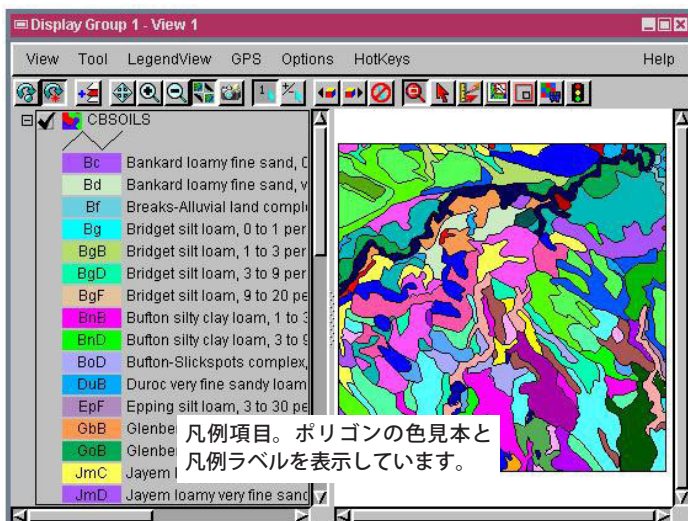 Display Group 1 - View 1
View Tool LegendView GPS Options HotKeys Help
CBSOILS
Bc Bankard loamy fine sand,
Bd Bankard loamy fine sand, v
Bf Breaks-Alluvial land compl
Bg Bridget silt loam, 0 to 1 per
BgB Bridget silt loam, 1 to 3 per
BgD Bridget silt loam, 3 to 9 per
BgF Bridget silt loam, 9 to 20 pe
BnB Bufton silty clay loam, 1 to 3
BnD Bufton silty clay loam, 3 to 9
BoD Bufton-Slickspots complex,
DuB Duroc very fine sandy loam
EpF Epping silt loam, 3 to 30 pe
GbB Glenbe
GoB Glenbe
JmC Jayem l
JmD Jayem loamy very fine sand
凡例項目。ポリゴンの色見本と
凡例ラベルを表示しています。